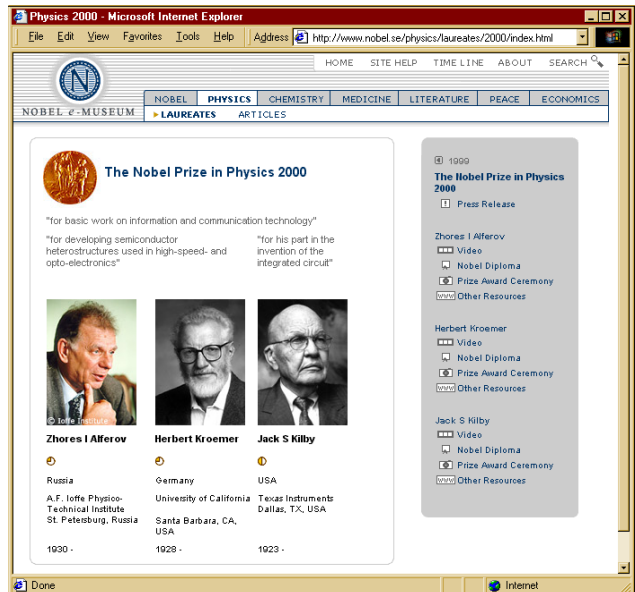 Physics 2000 - Microsoft Internet Explorer
File Edit View Favorites Tools Help Address http://www.nobel.se/physics/laureates/2000/index.html
HOME SITE HELP TIME LINE ABOUT SEARCH
NOBEL e-MUSEUM
NOBEL PHYSICS CHEMISTRY MEDICINE LITERATURE PEACE ECONOMICS
LAUREATES ARTICLES
The Nobel Prize in Physics 2000
"for basic work on information and communication technology"
"for developing semiconductor
heterostructures used in high-speed- and
opto-electronics"
"for his part in the
invention of the
integrated circuit"
© Ioffe Institute
Zhores I Alferov Herbert Kroemer Jack S Kilby
Russia Germany USA
A.F. Ioffe Physico-
Technical Institute
St. Petersburg, Russia
University of California
Santa Barbara, CA,
USA
Texas Instruments
Dallas, TX, USA
1930 - 1928 - 1923 -
1999
The Nobel Prize in Physics
2000
Press Release
Zhores I Alferov
Video
Nobel Diploma
Prize Award Ceremony
www Other Resources
Herbert Kroemer
Video
Nobel Diploma
Prize Award Ceremony
www Other Resources
Jack S Kilby
Video
Nobel Diploma
Prize Award Ceremony
www Other Resources
Done Internet